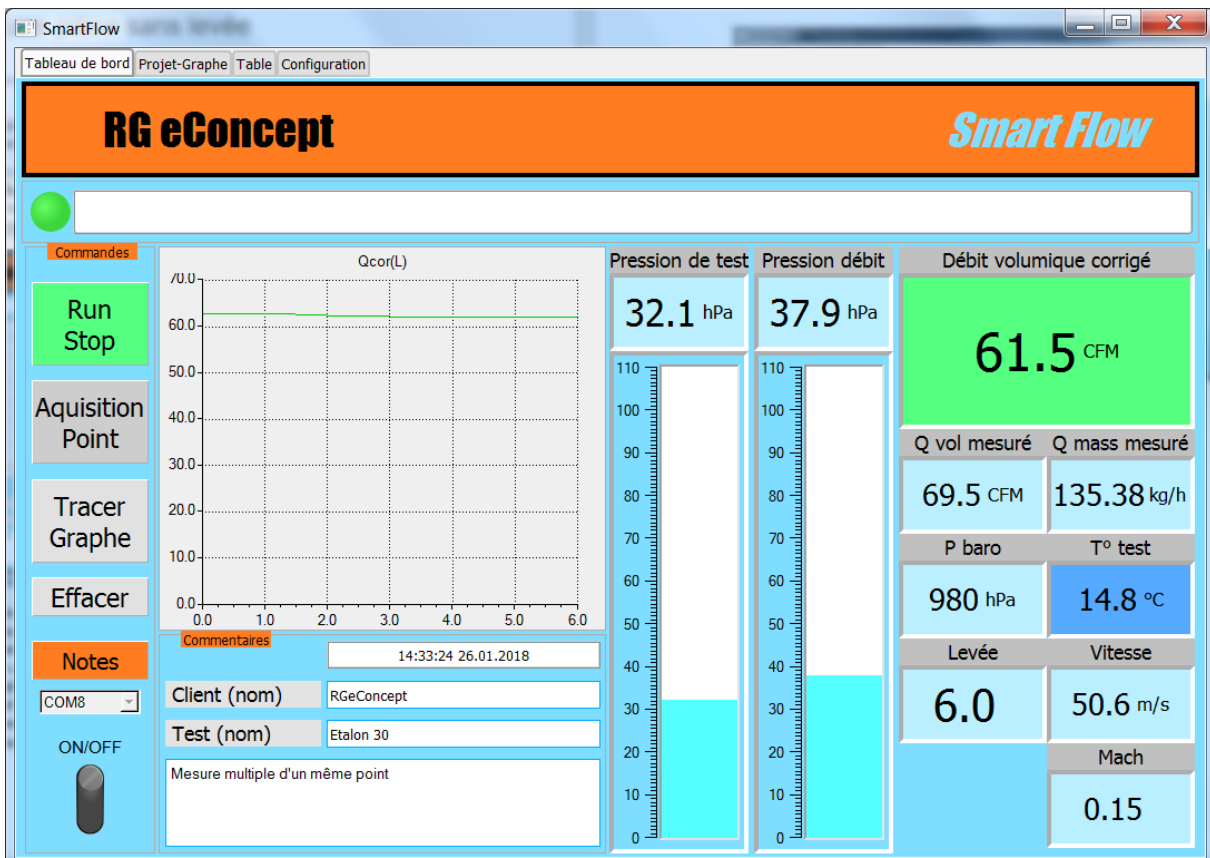 SmartFlow
Tableau de bord Projet-Graphe Table Configuration
RG eConcept
Smart Flow
Commandes
Run
Stop
Aquisition
Point
Tracer
Graphe
Effacer
Notes
COM8
ON/OFF
Qcor(L)
70.0
60.0
50.0
40.0
30.0
20.0
10.0
0.0
0.0 1.0 2.0 3.0 4.0 5.0 6.0
Commentaires
14:33:24 26.01.2018
Client (nom) RGeConcept
Test (nom) Etalon 30
Mesure multiple d'un même point
Pression de test
32.1 hPa
110
100
90
80
70
60
50
40
30
20
10
0
Pression débit
37.9 hPa
110
100
90
80
70
60
50
40
30
20
10
0
Débit volumique corrigé
61.5 CFM
Q vol mesuré Q mass mesuré
69.5 CFM 135.38 kg/h
P baro T° test
980 hPa 14.8 °C
Levée Vitesse
6.0 50.6 m/s
Mach
0.15